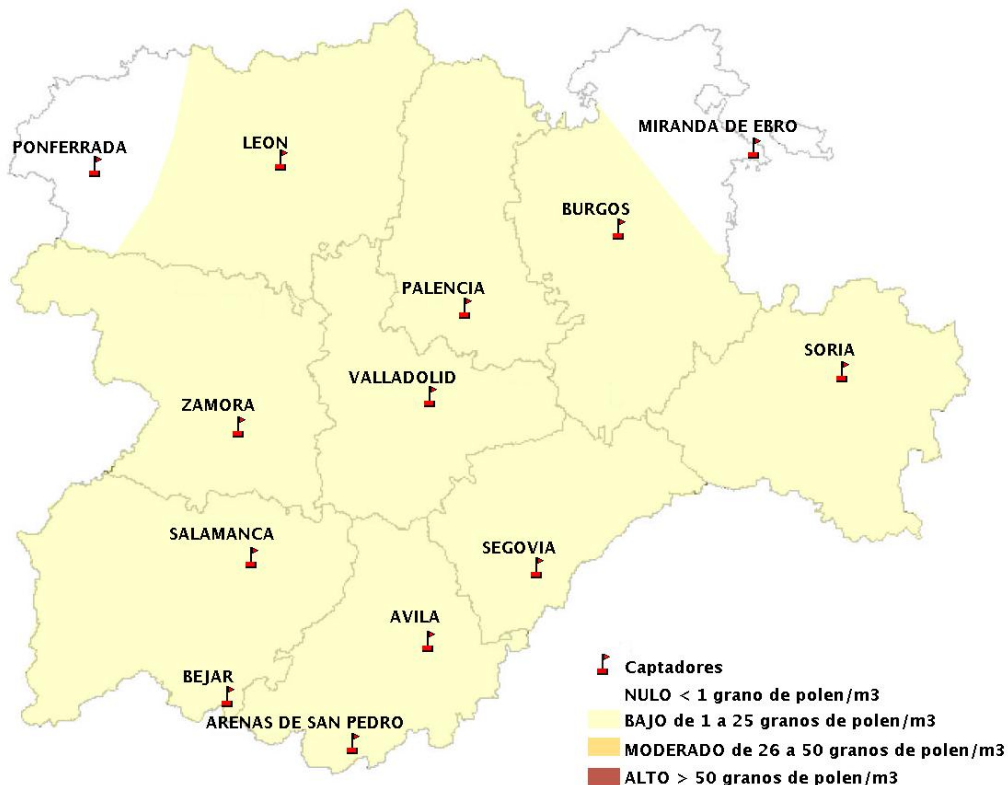 MIRANDA DE EBRO
PONFERRADA
LEON
BURGOS
PALENCIA
SORIA
VALLADOLID
ZAMORA
SALAMANCA
SEGOVIA
AVILA
BEJAR
ARENAS DE SAN PEDRO
Captadores
NULO < 1 grano de polen/m3
BAJO de 1 a 25 granos de polen/m3
MODERADO de 26 a 50 granos de polen/m3
ALTO > 50 granos de polen/m3